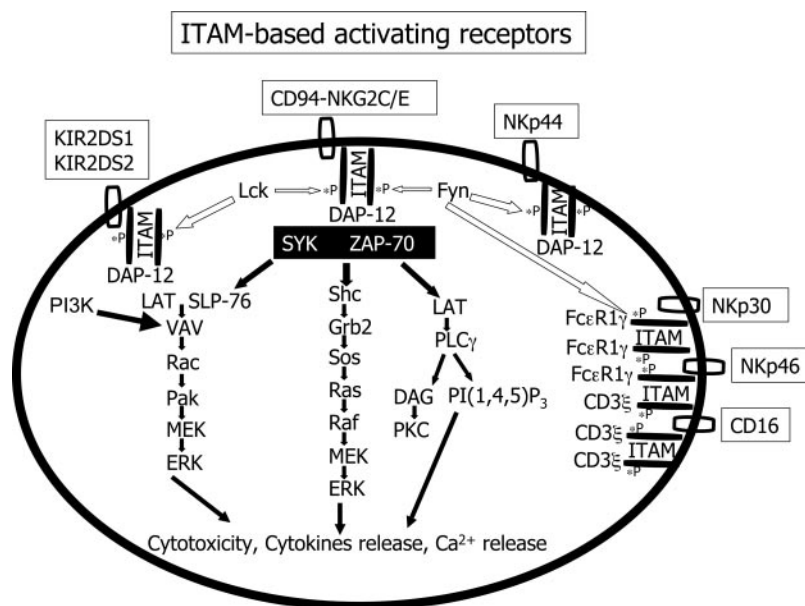 ITAM-based activating receptors
CD94-NKG2C/E
KIR2DS1
KIR2DS2
NKp44
Lck
*P
ITAM
*P
Fyn
DAP-12
*P
ITAM
*P
DAP-12
*P
ITAM
*P
DAP-12
SYK ZAP-70
PI3K
LAT SLP-76
VAV
Rac
Pak
MEK
ERK
Shc
Grb2
Sos
Ras
Raf
MEK
ERK
LAT
PLCγ
DAG
PKC
PI(1,4,5)P₃
NKp30
FcεR1γ
*P
ITAM
FcεR1γ
*P
NKp46
FcεR1γ
*P
ITAM
CD3ξ
*P
CD16
CD3ξ
*P
ITAM
CD3ξ
*P
Cytotoxicity, Cytokines release, Ca²⁺ release